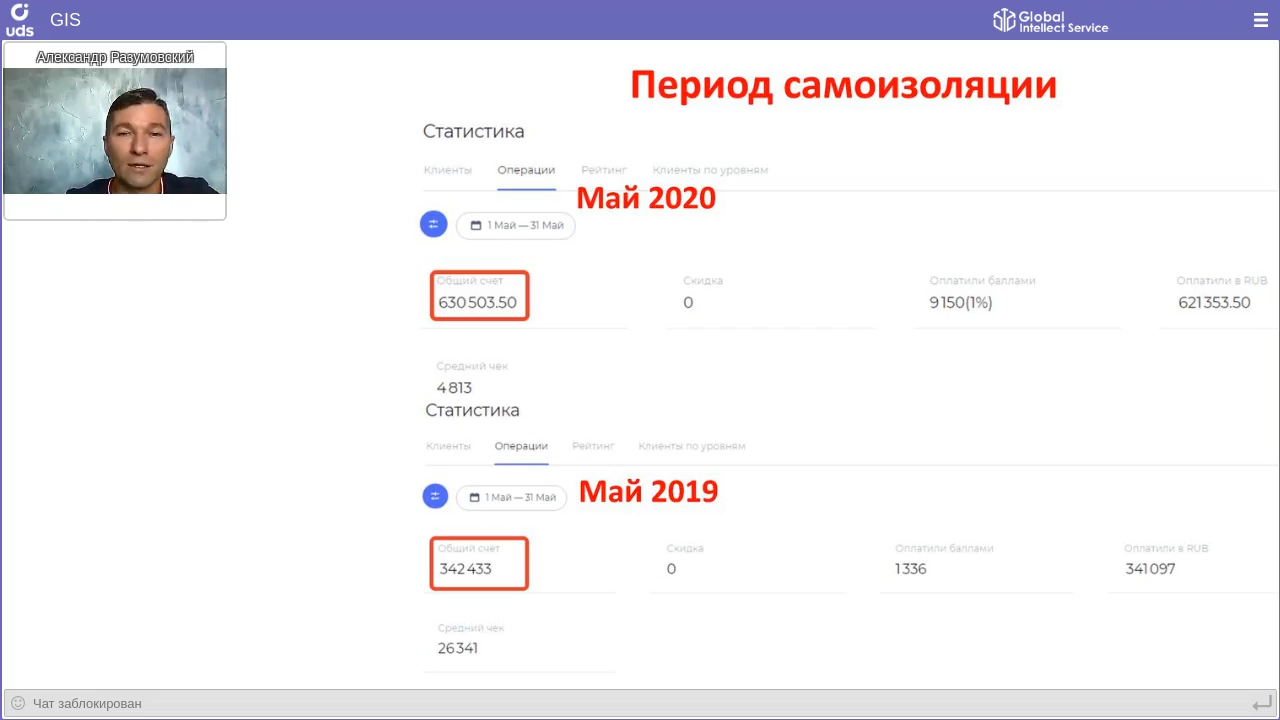 uds
GIS
Global
Intellect Service
Александр Разумовский
Период самоизоляции
Статистика
Клиенты Операции Рейтинг Клиенты по уровням
Май 2020
1 Май — 31 Май
Общий счёт Скидка Оплатили баллами Оплатили в RUB
630 503.50 0 9 150(1%) 621 353.50
Средний чек
4 813
Статистика
Клиенты Операции Рейтинг Клиенты по уровням
Май 2019
1 Май — 31 Май
Общий счёт Скидка Оплатили баллами Оплатили в RUB
342 433 0 1 336 341 097
Средний чек
26 341
Чат заблокирован